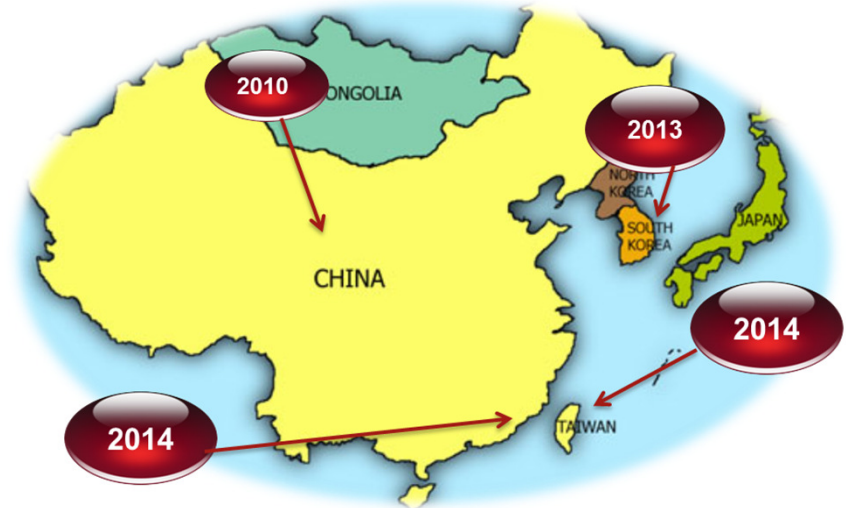 2010
ONGOLIA
2013
NORTH
KOREA
SOUTH
KOREA
JAPAN
CHINA
2014
2014
TAIWAN